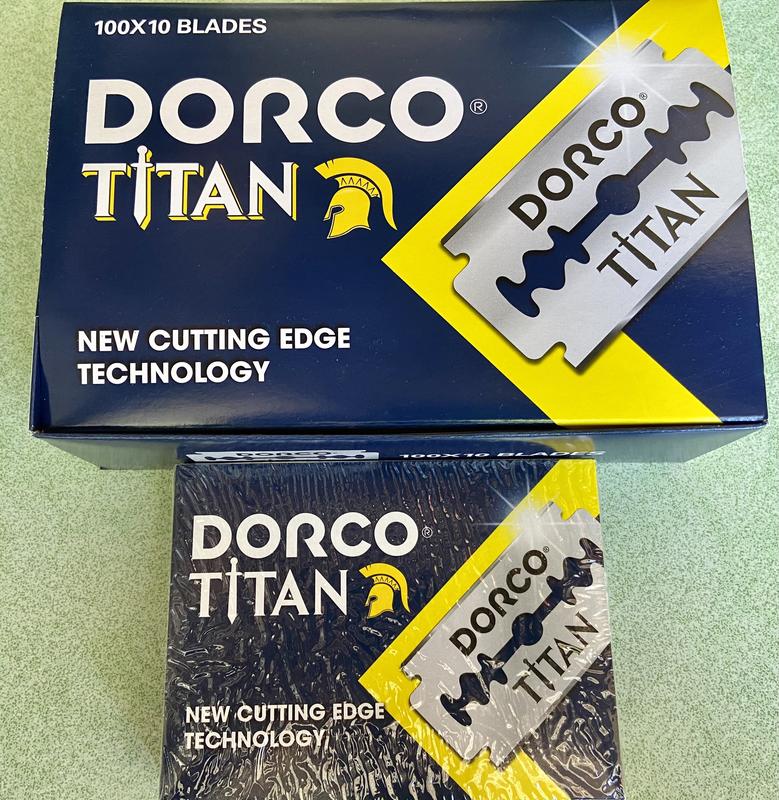 100X10 BLADES
DORCO®
TITAN
DORCO®
TITAN
NEW CUTTING EDGE
TECHNOLOGY
DORCO
100X10 BLADES
DORCO®
TITAN
DORCO®
TITAN
NEW CUTTING EDGE
TECHNOLOGY